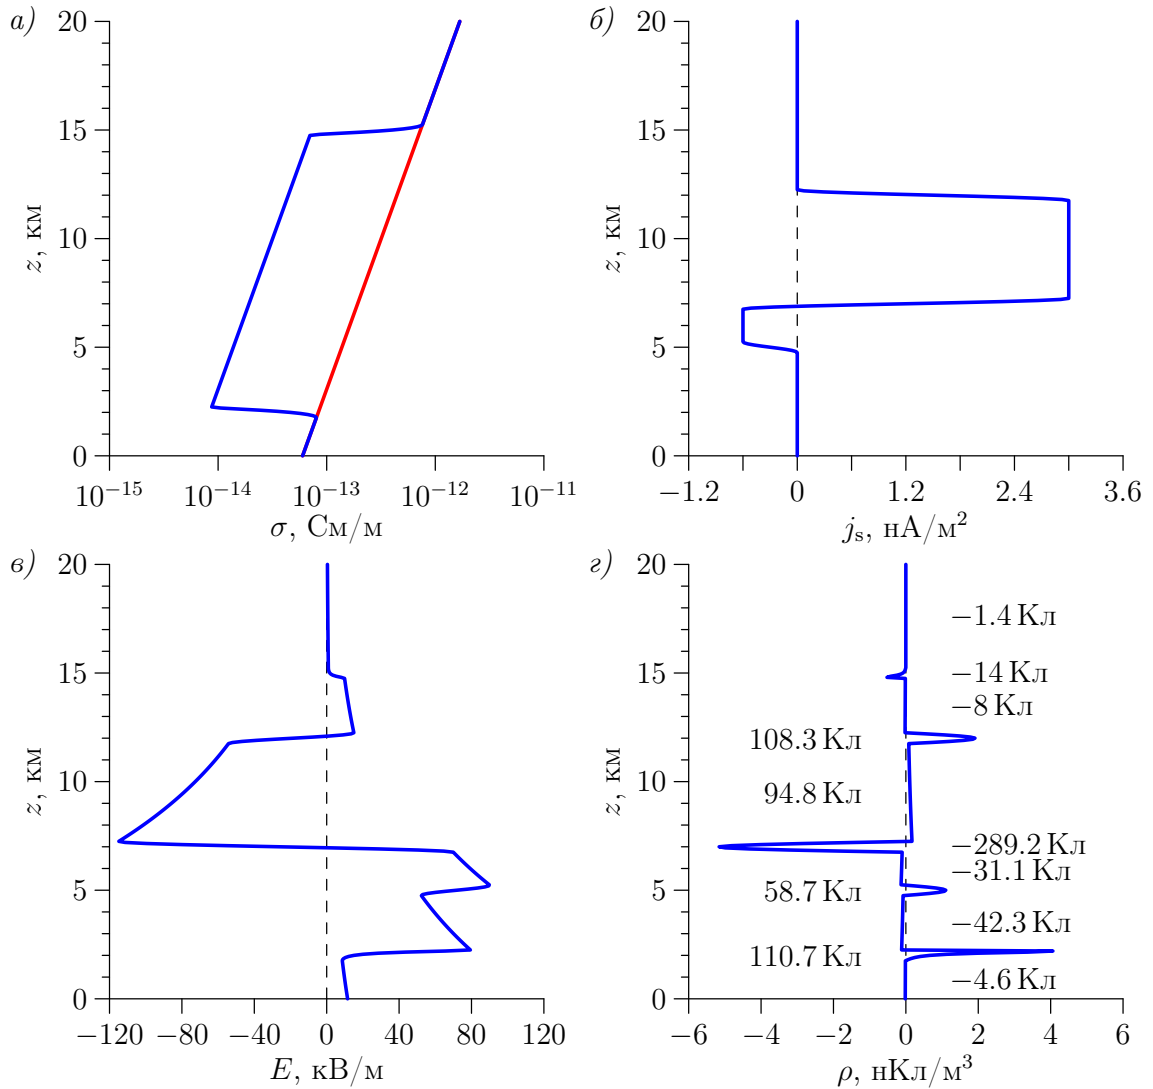 а)
20
15
10
5
0
z, км
10⁻¹⁵ 10⁻¹⁴ 10⁻¹³ 10⁻¹² 10⁻¹¹
σ, См/м
б)
20
15
10
5
0
z, км
−1.2 0 1.2 2.4 3.6
jₛ, нА/м²
в)
20
15
10
5
0
z, км
−120 −80 −40 0 40 80 120
E, кВ/м
г)
20
15
10
5
0
z, км
−1.4 Кл
−14 Кл
−8 Кл
108.3 Кл
94.8 Кл
−289.2 Кл
−31.1 Кл
58.7 Кл
−42.3 Кл
110.7 Кл
−4.6 Кл
−6 −4 −2 0 2 4 6
ρ, нКл/м³